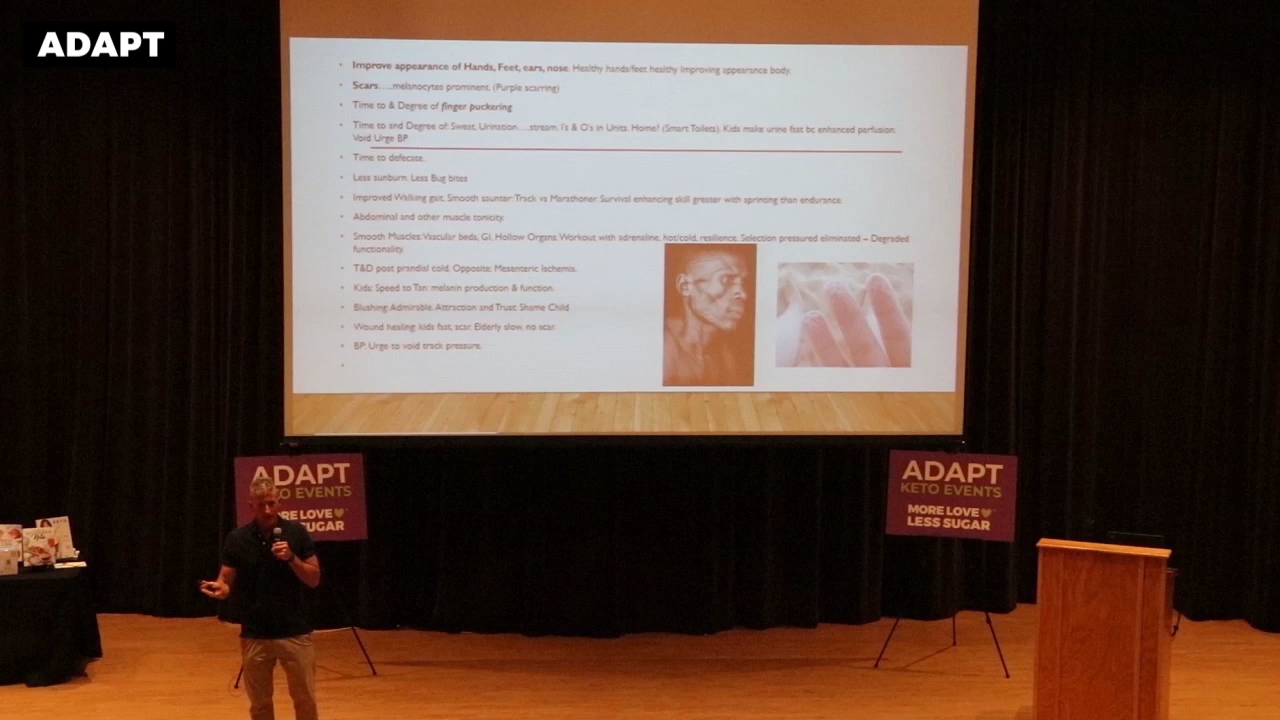 ADAPT
Improve appearance of Hands, Feet, ears, nose. Healthy hands/feet healthy. Improving appearance body.
Scars.....melanocytes prominent. (Purple scarring)
Time to & Degree of finger puckering
Time to and Degree of: Sweat, Urination....stream. I's & O's in Units. Home? (Smart Toilets). Kids make urine fast bc enhanced perfusion.
Void Urge BP
Time to defecate.
Less sunburn. Less Bug bites
Improved Walking gait. Smooth saunter: Track vs Marathoner. Survival enhancing skill greater with sprinting than endurance.
Abdominal and other muscle tonicity.
Smooth Muscles: Vascular beds, GI, Hollow Organs. Workout with adrenaline, hot/cold, resilience. Selection pressured eliminated – Degraded
functionality.
T&D post prandial cold. Opposite: Mesenteric Ischemia.
Kids: Speed to Tan: melanin production & function.
Blushing: Admirable. Attraction and Trust. Shame Child
Wound healing: kids fast, scar. Elderly slow, no scar.
BP: Urge to void track pressure.
ADAPT
KETO EVENTS
MORE LOVE
LESS SUGAR
ADAPT
EVENTS
LOVE
SUGAR